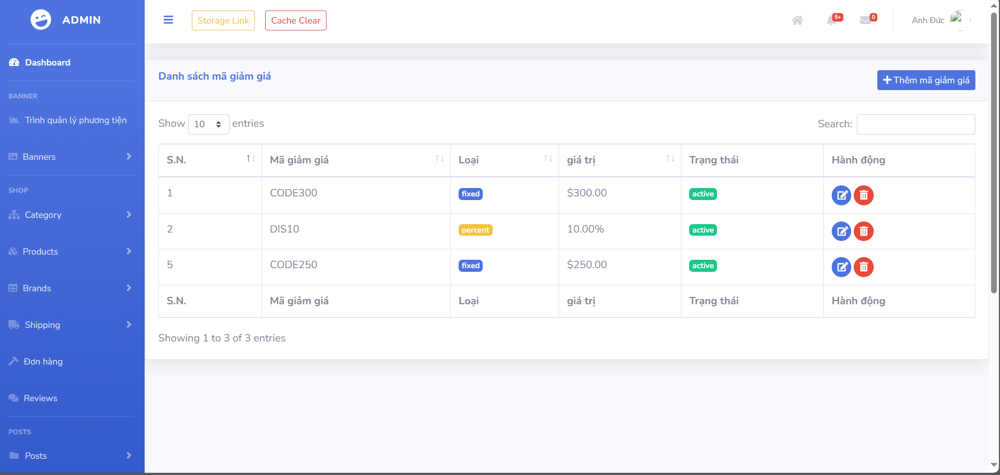 ADMIN
Storage Link
Cache Clear
5+
0
Anh Đức
Dashboard
BANNER
Trình quản lý phương tiện
Banners
SHOP
Category
Products
Brands
Shipping
Đơn hàng
Reviews
POSTS
Posts
Danh sách mã giảm giá
Thêm mã giảm giá
Show 10 entries
Search:
S.N. Mã giảm giá Loại giá trị Trạng thái Hành động
1 CODE300 fixed $300.00 active
2 DIS10 percent 10.00% active
5 CODE250 fixed $250.00 active
S.N. Mã giảm giá Loại giá trị Trạng thái Hành động
Showing 1 to 3 of 3 entries